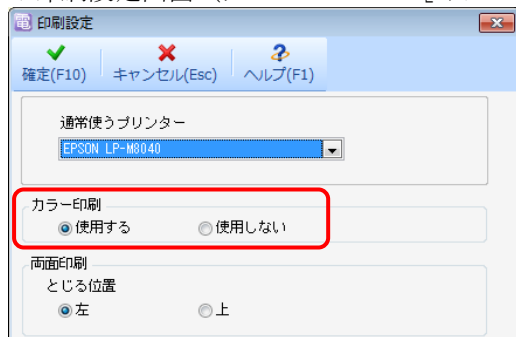 印刷設定
確定(F10) キャンセル(Esc) ヘルプ(F1)
通常使うプリンター
EPSON LP-M8040
カラー印刷
使用する 使用しない
両面印刷
とじる位置
左 上